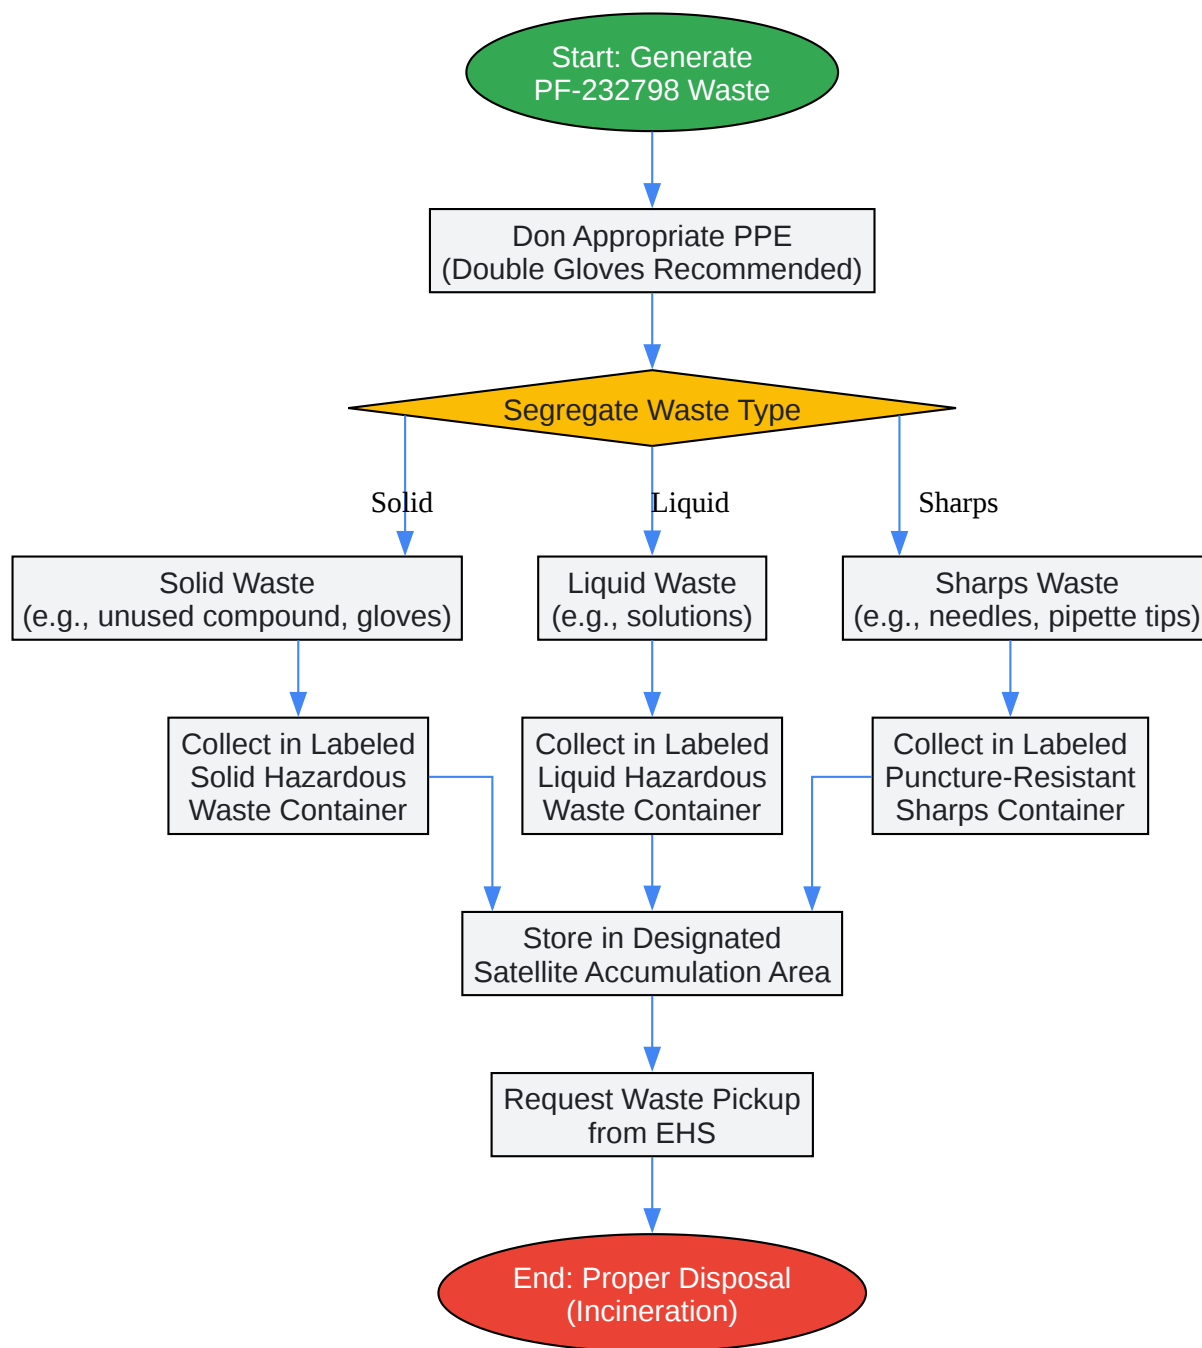 Start: Generate
PF-232798 Waste
Don Appropriate PPE
(Double Gloves Recommended)
Segregate Waste Type
Solid
Liquid
Sharps
Solid Waste
(e.g., unused compound, gloves)
Liquid Waste
(e.g., solutions)
Sharps Waste
(e.g., needles, pipette tips)
Collect in Labeled
Solid Hazardous
Waste Container
Collect in Labeled
Liquid Hazardous
Waste Container
Collect in Labeled
Puncture-Resistant
Sharps Container
Store in Designated
Satellite Accumulation Area
Request Waste Pickup
from EHS
End: Proper Disposal
(Incineration)